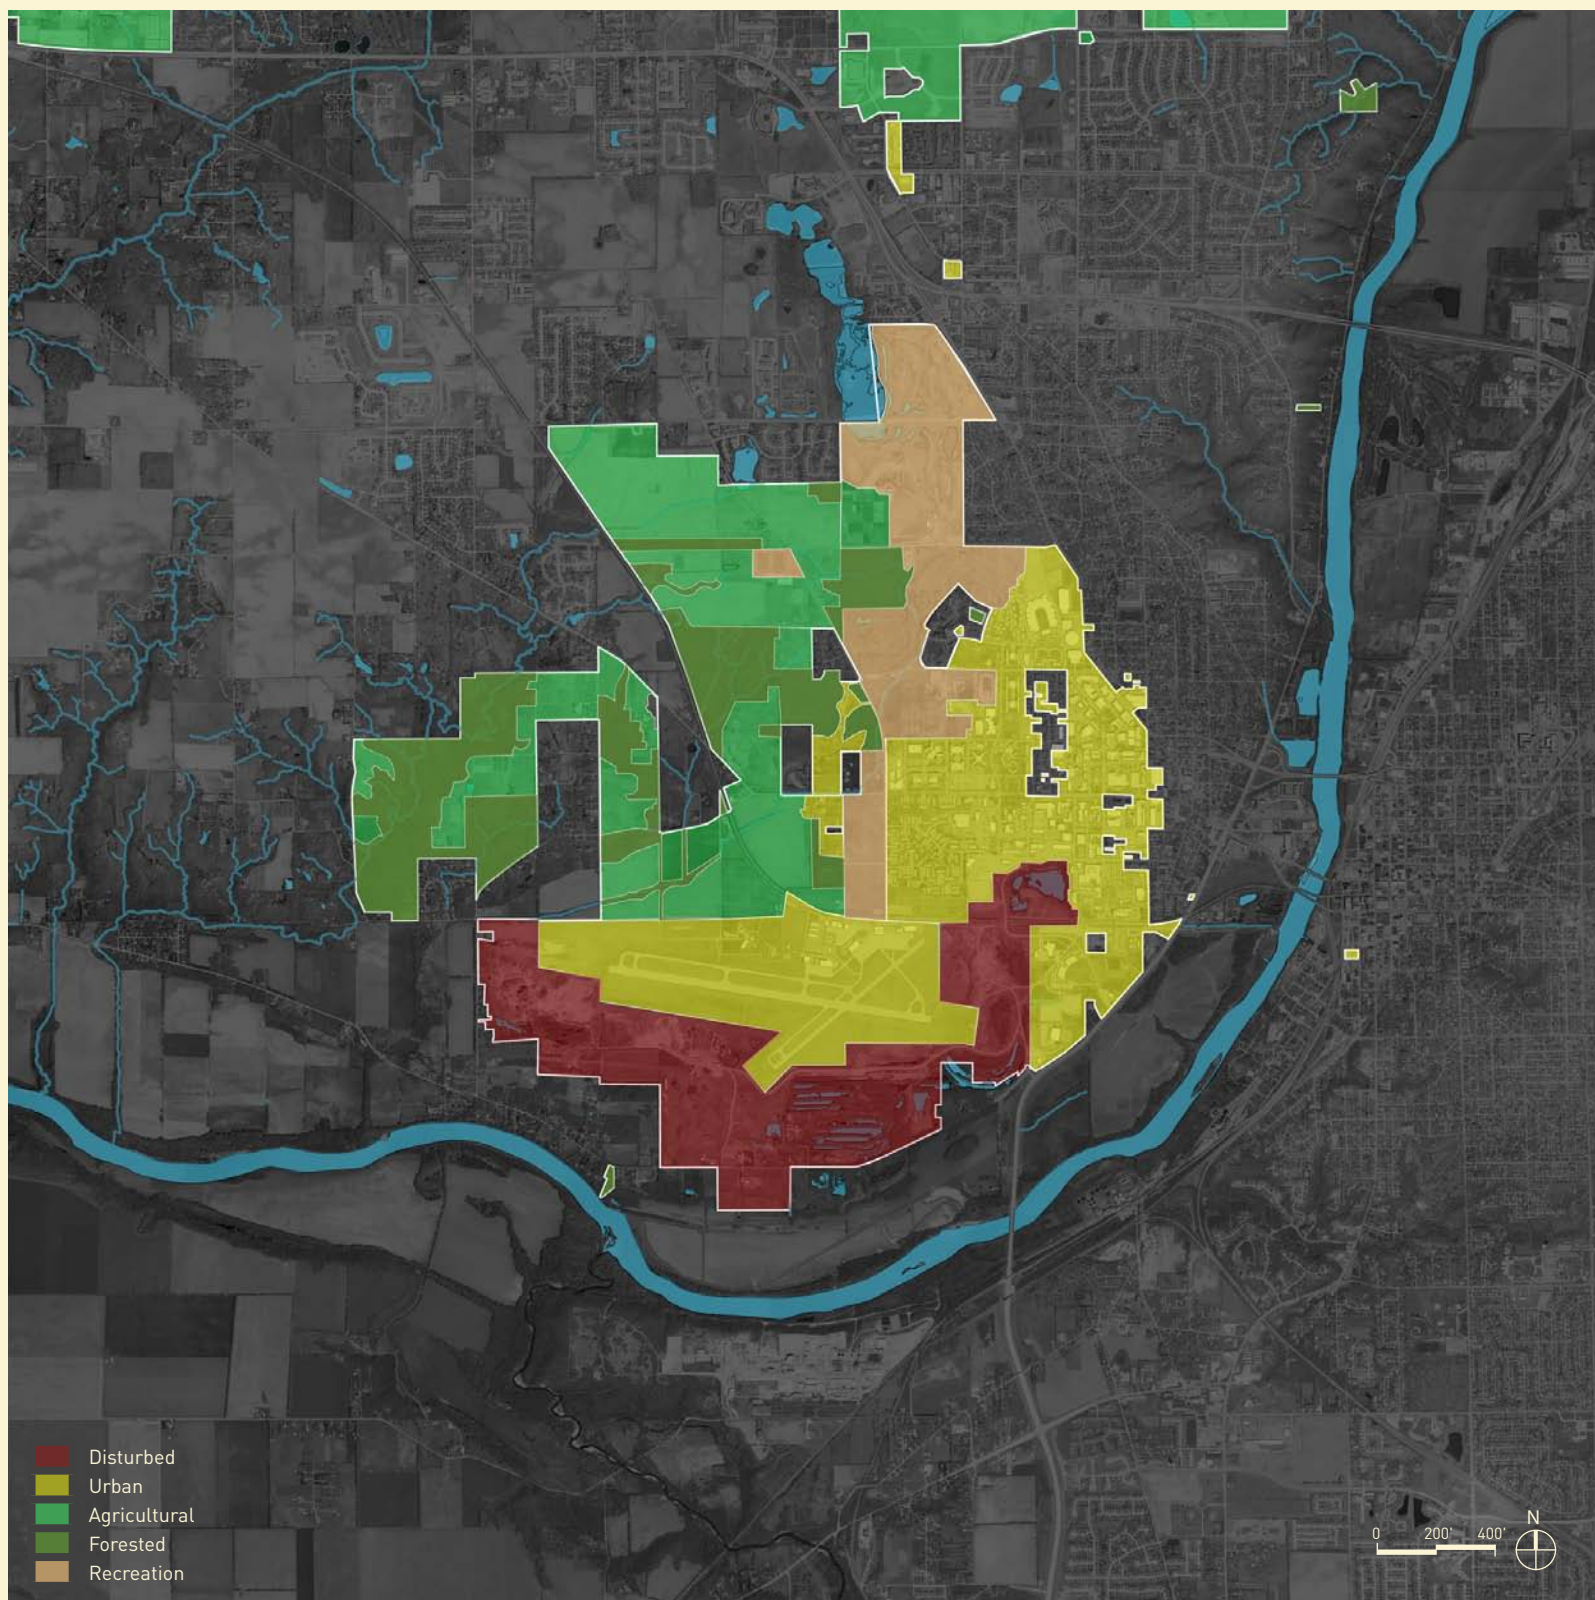 Disturbed
Urban
Agricultural
Forested
Recreation
N
0 200' 400'